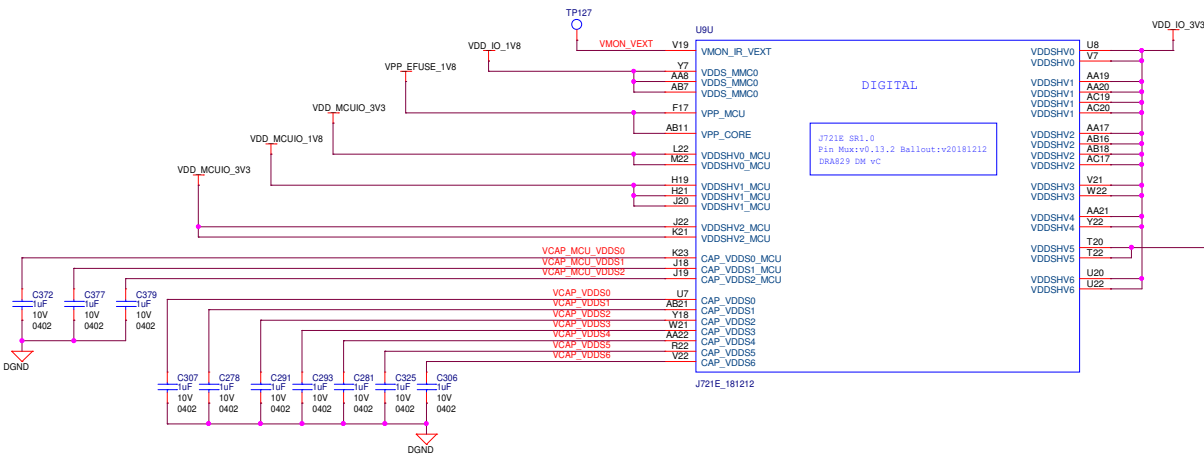 TP127
U9U
VDD_IO_3V3
VDD_IO_1V8
VMON_VEXT
V19
VMON_IR_VEXT
VPP_EFUSE_1V8
Y7
VDDS_MMC0
AA8
VDDS_MMC0
AB7
VDDS_MMC0
VDD_MCUIO_3V3
F17
VPP_MCU
AB11
VPP_CORE
VDD_MCUIO_1V8
L22
VDDSHV0_MCU
M22
VDDSHV0_MCU
VDD_MCUIO_3V3
H19
VDDSHV1_MCU
H21
VDDSHV1_MCU
J20
VDDSHV1_MCU
J22
VDDSHV2_MCU
K21
VDDSHV2_MCU
VCAP_MCU_VDDS0
K23
CAP_VDDS0_MCU
VCAP_MCU_VDDS1
J18
CAP_VDDS1_MCU
VCAP_MCU_VDDS2
J19
CAP_VDDS2_MCU
VCAP_VDDS0
U7
CAP_VDDS0
VCAP_VDDS1
AB21
CAP_VDDS1
VCAP_VDDS2
Y18
CAP_VDDS2
VCAP_VDDS3
W21
CAP_VDDS3
VCAP_VDDS4
AA22
CAP_VDDS4
VCAP_VDDS5
R22
CAP_VDDS5
VCAP_VDDS6
V22
CAP_VDDS6
DIGITAL
J721E SR1.0
Pin Mux:v0.13.2 Ballout:v20181212
DRA829 DM vC
VDDSHV0
U8
VDDSHV0
V7
VDDSHV1
AA19
VDDSHV1
AA20
VDDSHV1
AC19
VDDSHV1
AC20
VDDSHV2
AA17
VDDSHV2
AB16
VDDSHV2
AB18
VDDSHV2
AC17
VDDSHV3
V21
VDDSHV3
W22
VDDSHV4
AA21
VDDSHV4
Y22
VDDSHV5
T20
VDDSHV5
T22
VDDSHV6
U20
VDDSHV6
U22
C372
1uF
10V
0402
C377
1uF
10V
0402
C379
1uF
10V
0402
DGND
C307
1uF
10V
0402
C278
1uF
10V
0402
C291
1uF
10V
0402
C293
1uF
10V
0402
C281
1uF
10V
0402
C325
1uF
10V
0402
C306
1uF
10V
0402
DGND
J721E_181212